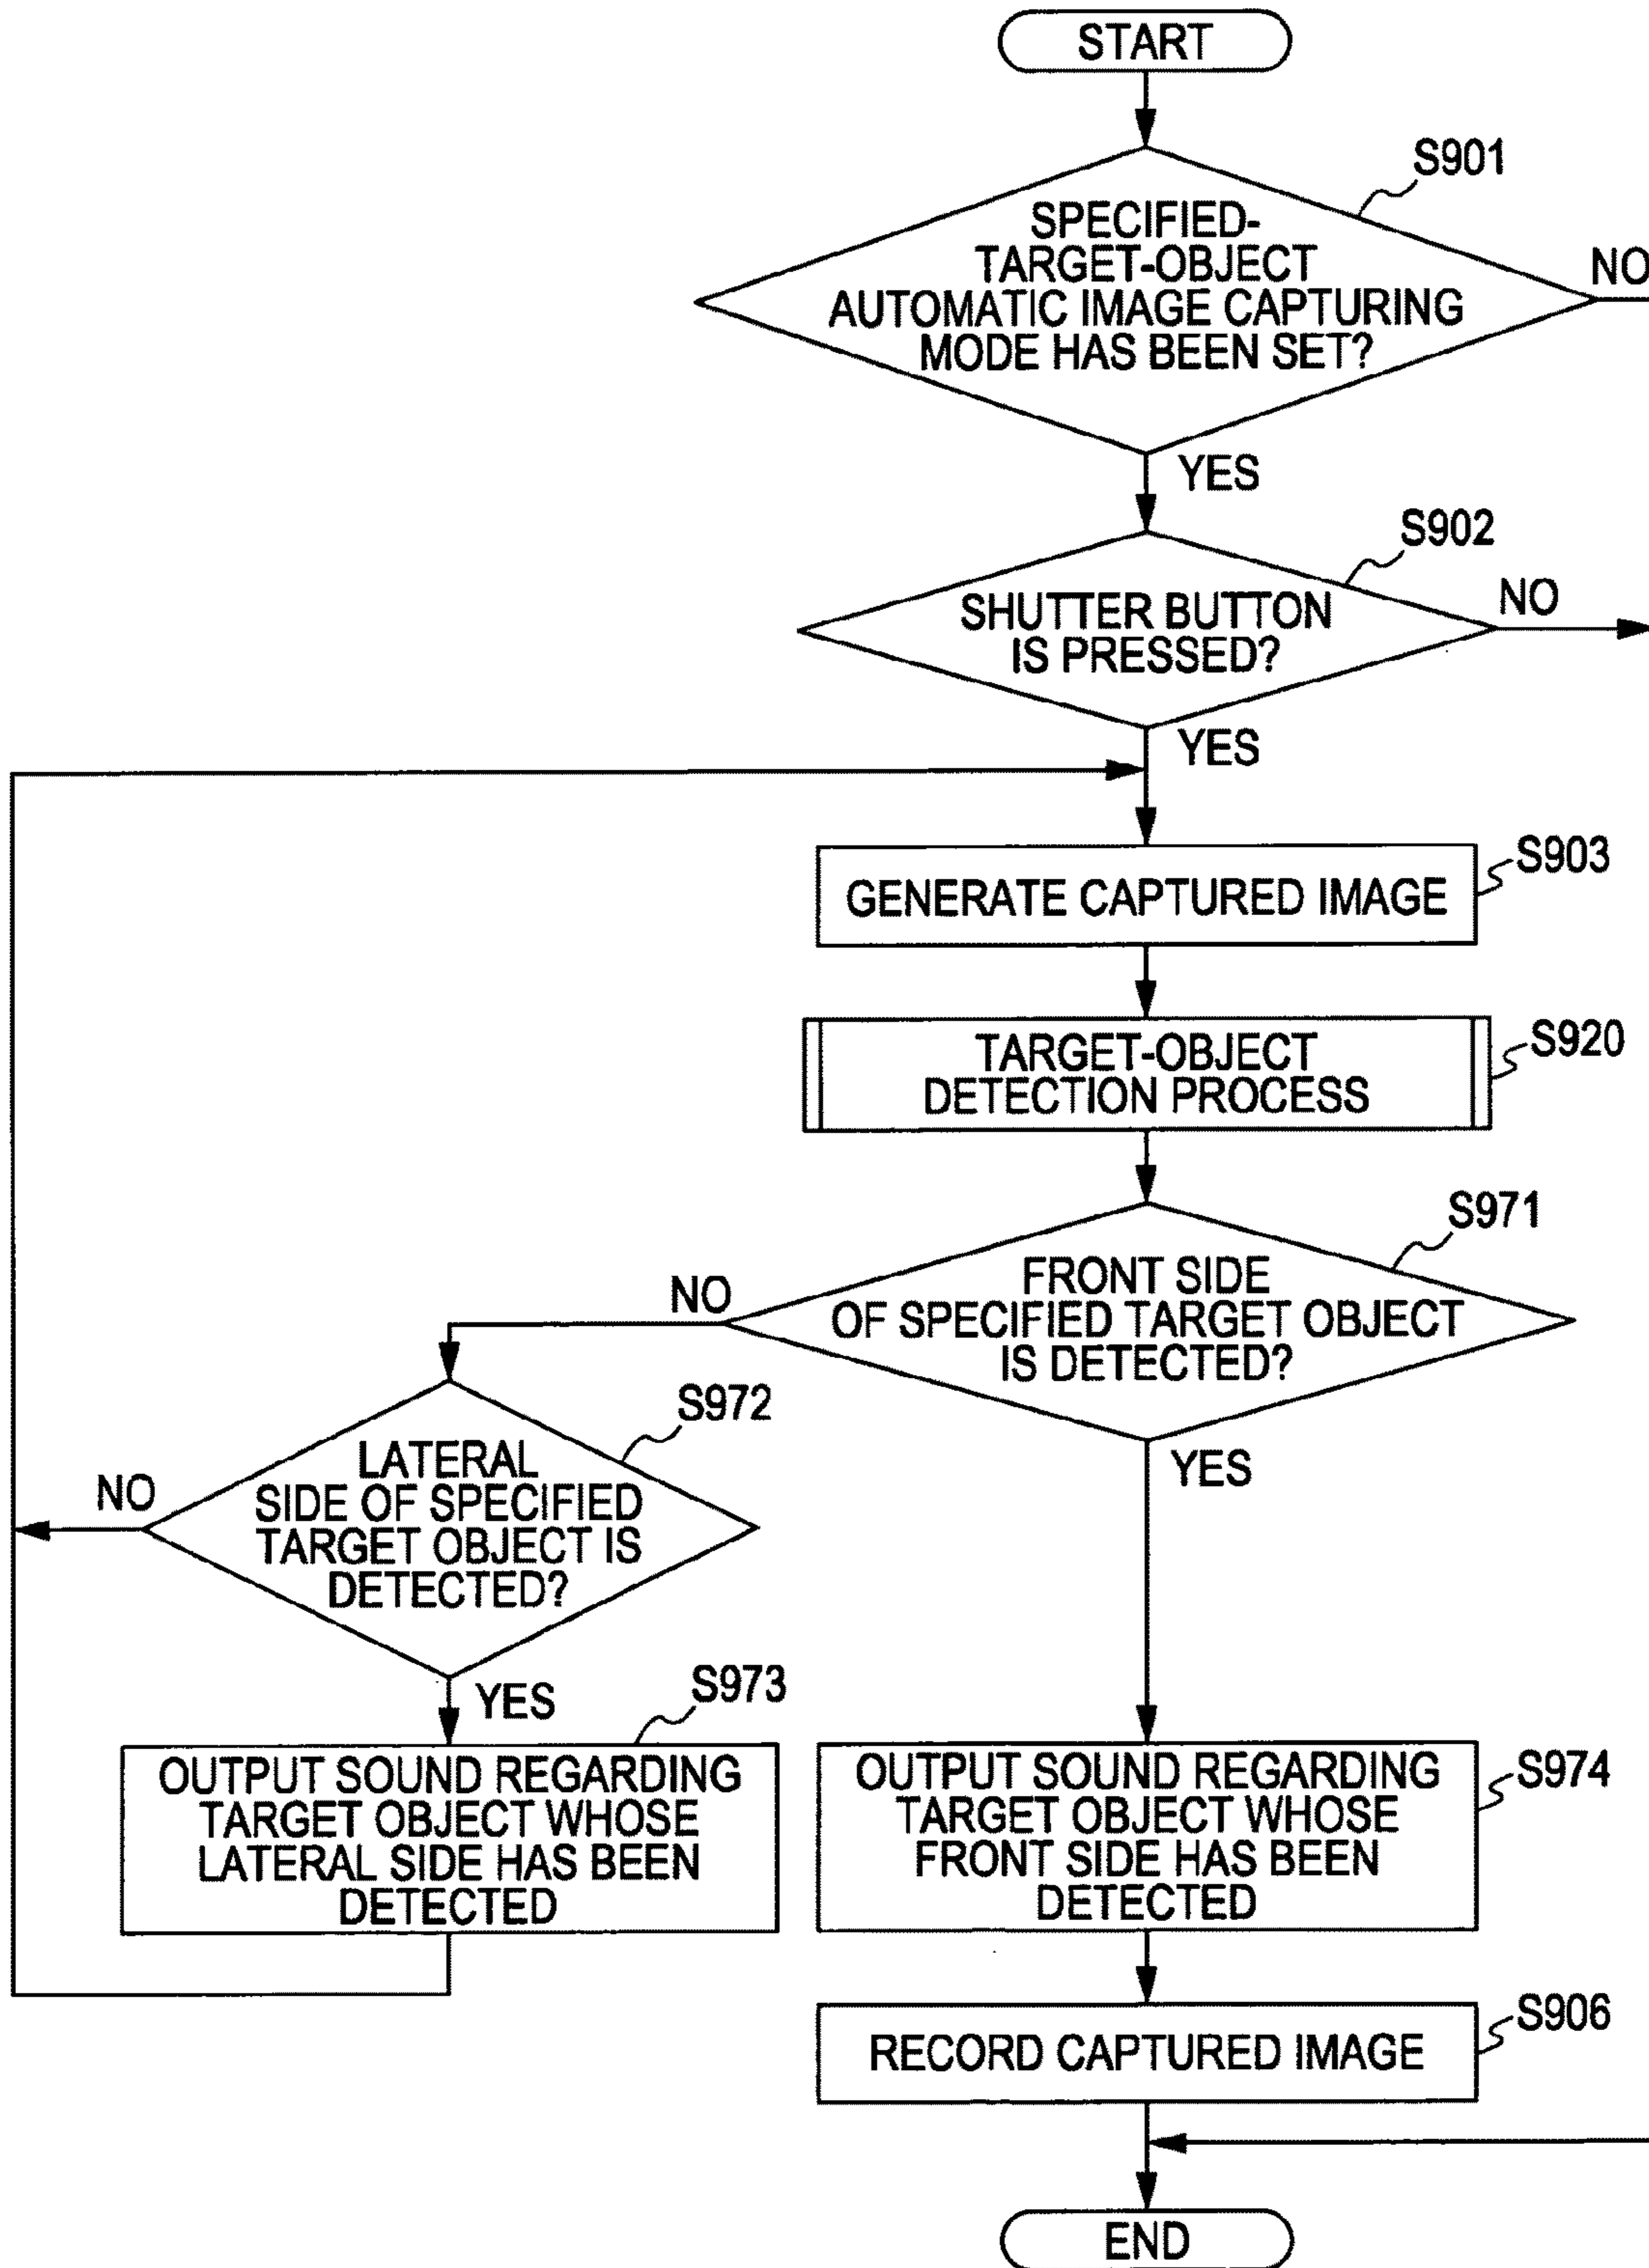 START
S901
SPECIFIED-
TARGET-OBJECT
AUTOMATIC IMAGE CAPTURING
MODE HAS BEEN SET?
NO
YES
S902
SHUTTER BUTTON
IS PRESSED?
NO
YES
S903
GENERATE CAPTURED IMAGE
S920
TARGET-OBJECT
DETECTION PROCESS
S971
FRONT SIDE
OF SPECIFIED TARGET OBJECT
IS DETECTED?
NO
YES
S972
LATERAL
SIDE OF SPECIFIED
TARGET OBJECT IS
DETECTED?
NO
YES
S973
OUTPUT SOUND REGARDING
TARGET OBJECT WHOSE
LATERAL SIDE HAS BEEN
DETECTED
S974
OUTPUT SOUND REGARDING
TARGET OBJECT WHOSE
FRONT SIDE HAS BEEN
DETECTED
S906
RECORD CAPTURED IMAGE
END